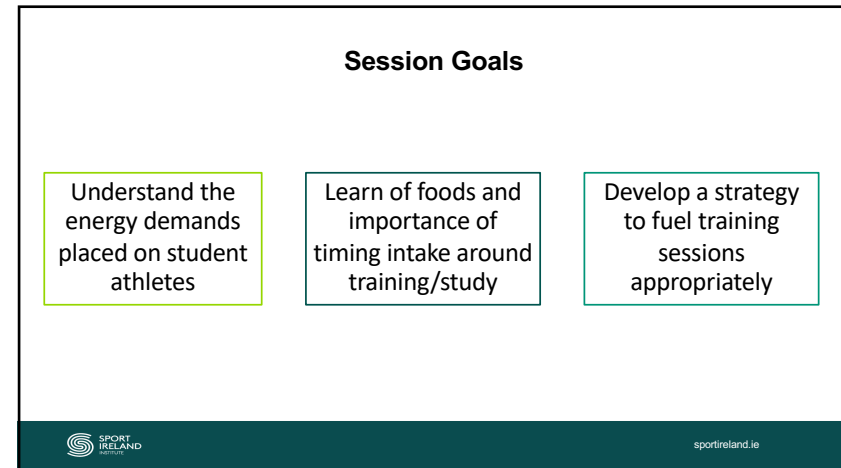 Session Goals
Understand the
energy demands
placed on student
athletes
Learn of foods and
importance of
timing intake around
training/study
Develop a strategy
to fuel training
sessions
appropriately
SPORT
IRELAND
INSTITUTE
sportireland.ie